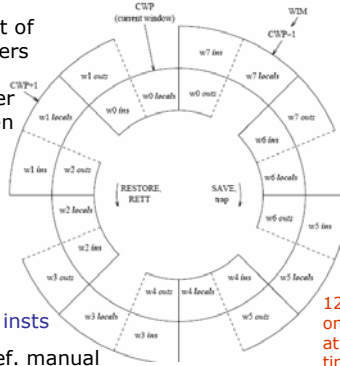 t of
ers
er
en
insts
ef. manual
CWP
(current window)
WIM
CWP−1
CWP+1
w1 outs
w0 locals
w0 ins
w0 outs
w7 ins
w7 locals
w7 outs
w1 locals
w1 ins
w2 outs
w2 locals
w2 ins
w6 ins
w6 locals
w6 outs
w5 ins
w5 locals
w5 outs
w3 outs
w3 locals
w3 ins
w4 outs
w4 locals
w4 ins
RESTORE,
RETT
SAVE,
trap
12
on
at
tin